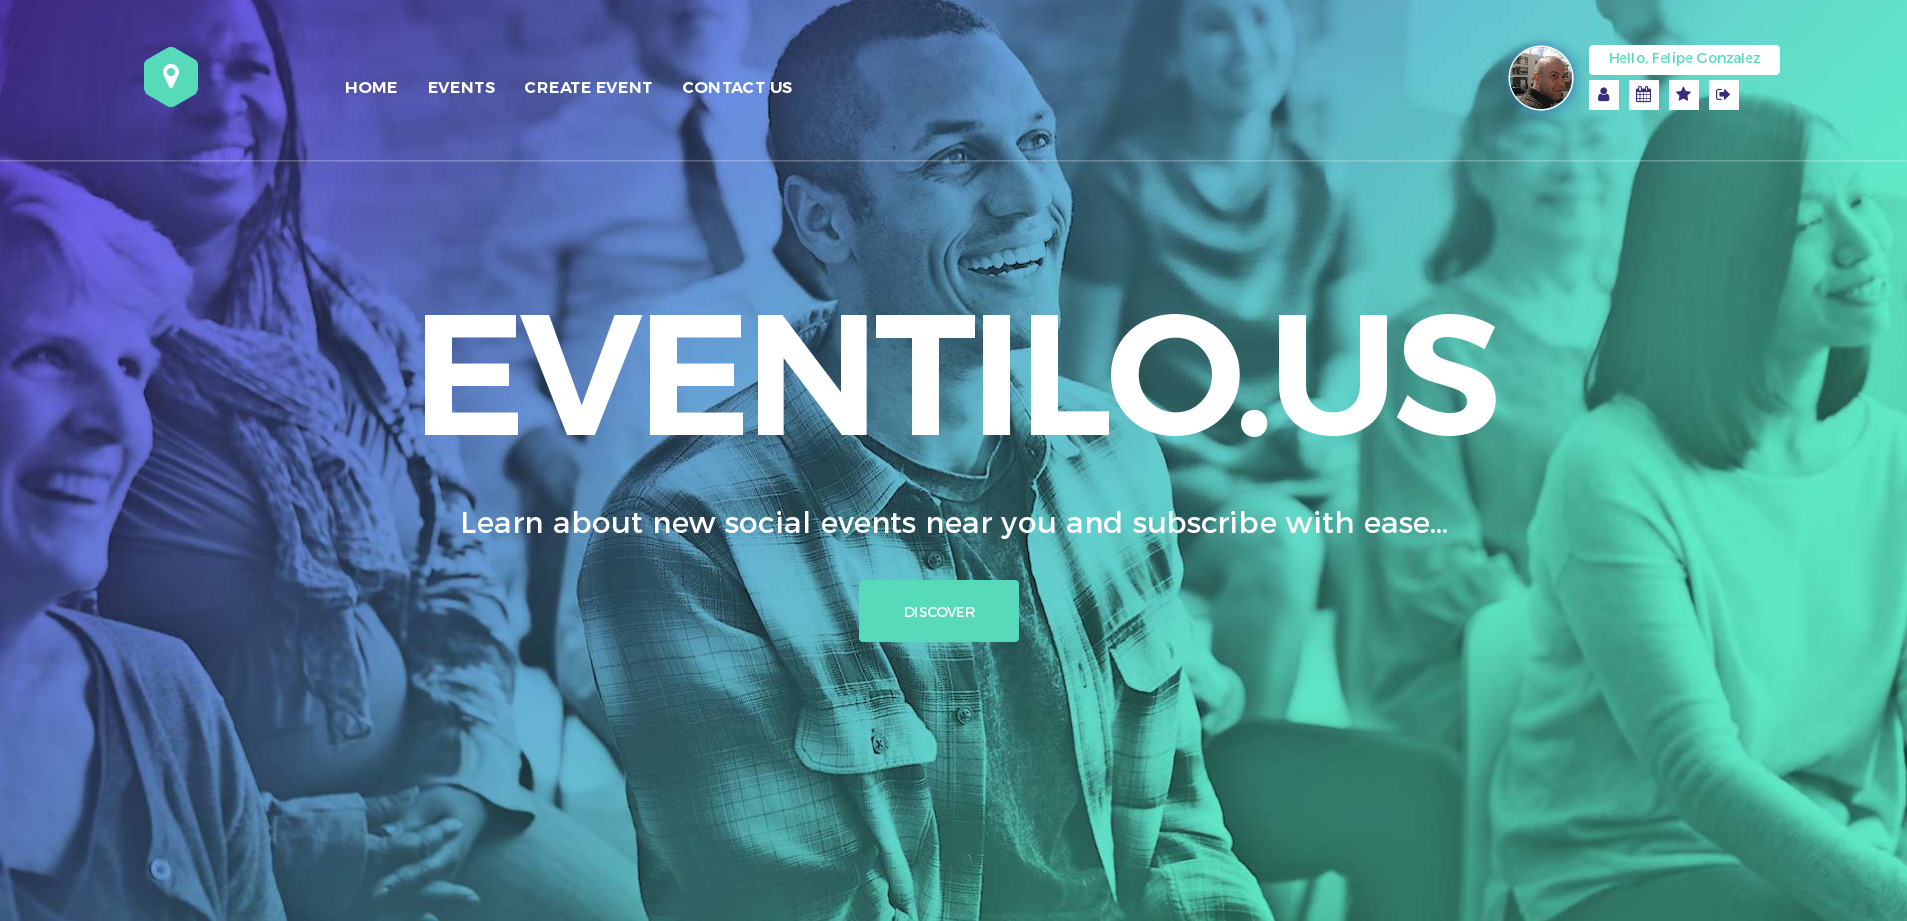 HOME EVENTS CREATE EVENT CONTACT US
Hello, Felipe Gonzalez
EVENTILO.US
Learn about new social events near you and subscribe with ease...
DISCOVER